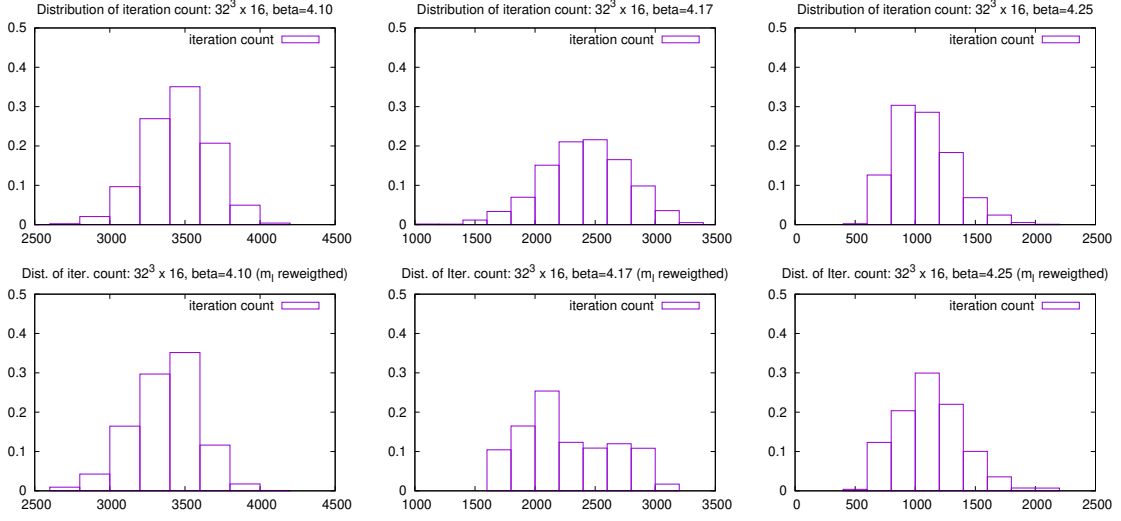 Distribution of iteration count: 32³ x 16, beta=4.10
iteration count
0.5
0.4
0.3
0.2
0.1
0
2500 3000 3500 4000 4500
Distribution of iteration count: 32³ x 16, beta=4.17
iteration count
0.5
0.4
0.3
0.2
0.1
0
1000 1500 2000 2500 3000 3500
Distribution of iteration count: 32³ x 16, beta=4.25
iteration count
0.5
0.4
0.3
0.2
0.1
0
0 500 1000 1500 2000 2500
Dist. of iter. count: 32³ x 16, beta=4.10 (m_l reweigthed)
iteration count
0.5
0.4
0.3
0.2
0.1
0
2500 3000 3500 4000 4500
Dist. of Iter. count: 32³ x 16, beta=4.17 (m_l reweigthed)
iteration count
0.5
0.4
0.3
0.2
0.1
0
1000 1500 2000 2500 3000 3500
Dist. of Iter. count: 32³ x 16, beta=4.25 (m_l reweigthed)
iteration count
0.5
0.4
0.3
0.2
0.1
0
0 500 1000 1500 2000 2500